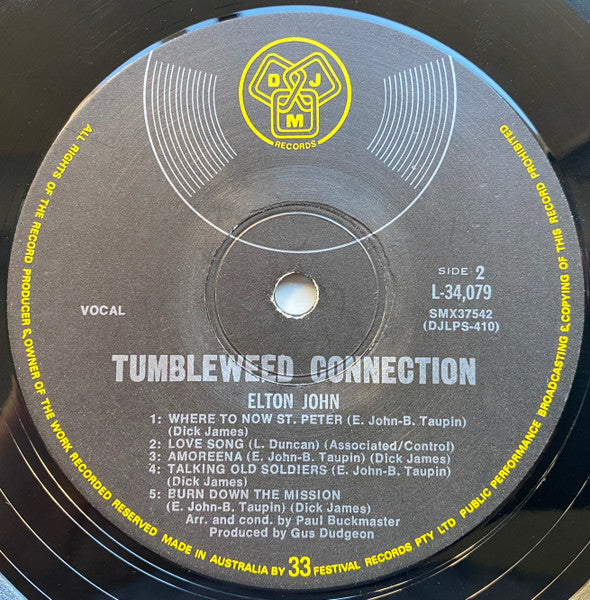 D J
M
RECORDS
SIDE 2
L-34,079
SMX37542
(DJLPS-410)
VOCAL
TUMBLEWEED CONNECTION
ELTON JOHN
1: WHERE TO NOW ST. PETER (E. John-B. Taupin)
(Dick James)
2: LOVE SONG (L. Duncan) (Associated/Control)
3: AMOREENA (E. John-B. Taupin) (Dick James)
4: TALKING OLD SOLDIERS (E. John-B. Taupin)
(Dick James)
5: BURN DOWN THE MISSION
(E. John-B. Taupin) (Dick James)
Arr. and cond. by Paul Buckmaster
Produced by Gus Dudgeon
ALL RIGHTS OF THE RECORD PRODUCER & OWNER OF THE WORK RECORDED RESERVED MADE IN AUSTRALIA BY 33 FESTIVAL RECORDS PTY LTD PUBLIC PERFORMANCE BROADCASTING & COPYING OF THIS RECORD PROHIBITED.